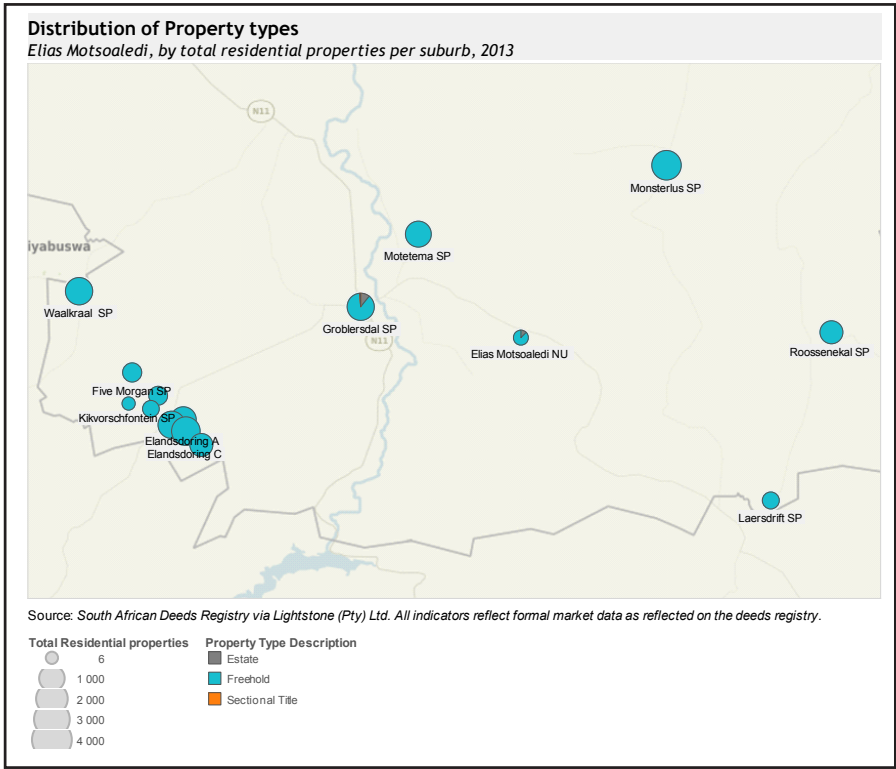 Distribution of Property types
Elias Motsoaledi, by total residential properties per suburb, 2013
N11
Monsterlus SP
iyabuswa
Motetema SP
Waalkraal SP
Groblersdal SP
N11
Elias Motsoaledi NU
Roossenekal SP
Five Morgan SP
Kikvorschfontein SP
Elandsdoring A
Elandsdoring C
Laersdrift SP
Source: South African Deeds Registry via Lightstone (Pty) Ltd. All indicators reflect formal market data as reflected on the deeds registry.
Total Residential properties
6
1 000
2 000
3 000
4 000
Property Type Description
Estate
Freehold
Sectional Title